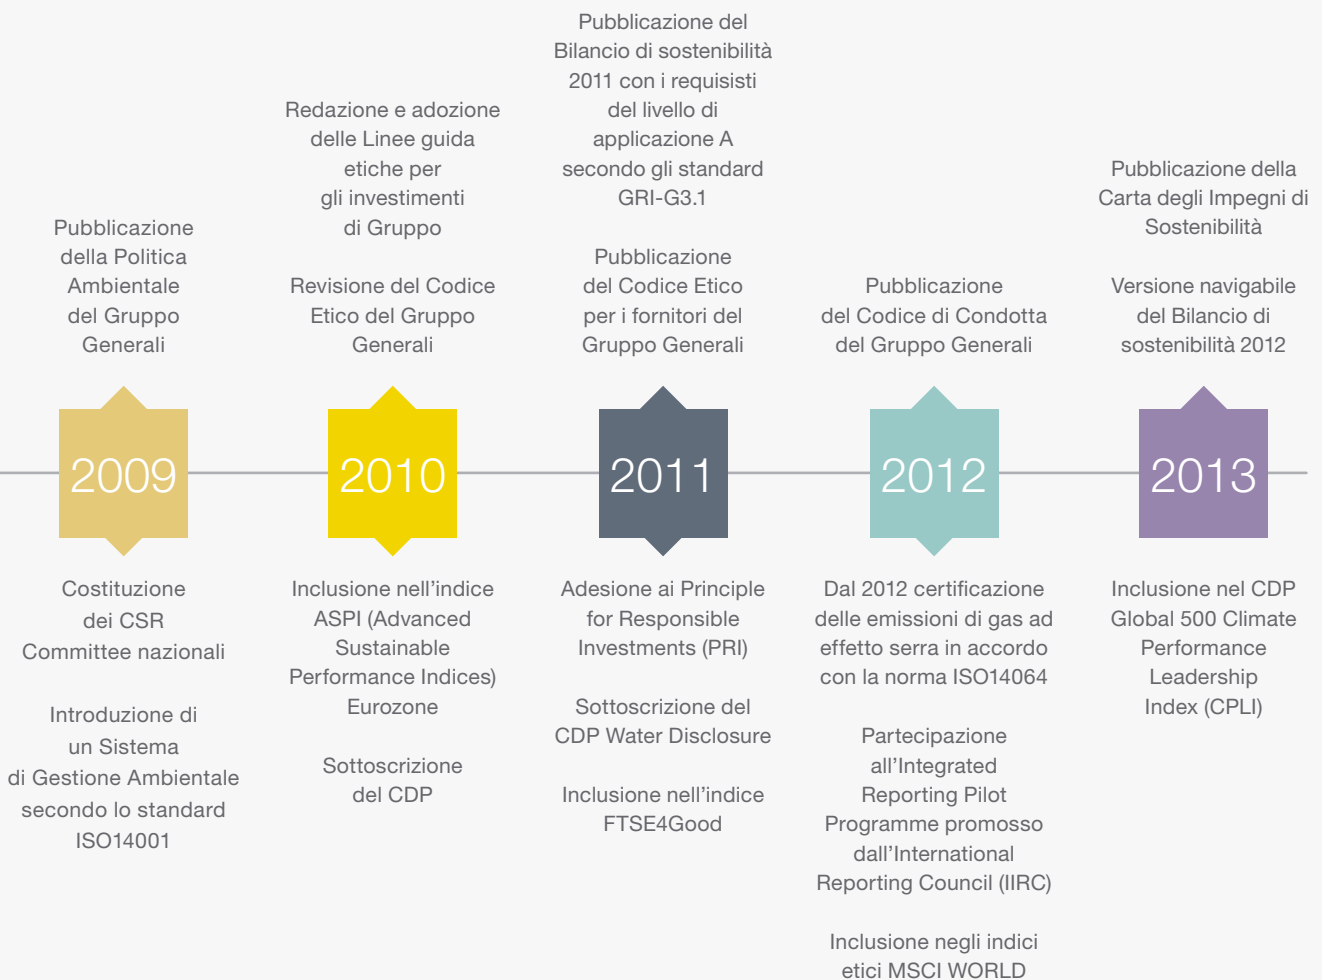 Pubblicazione
della Politica
Ambientale
del Gruppo
Generali
2009
Costituzione
dei CSR
Committee nazionali
Introduzione di
un Sistema
di Gestione Ambientale
secondo lo standard
ISO14001
Redazione e adozione
delle Linee guida
etiche per
gli investimenti
di Gruppo
Revisione del Codice
Etico del Gruppo
Generali
2010
Inclusione nell’indice
ASPI (Advanced
Sustainable
Performance Indices)
Eurozone
Sottoscrizione
del CDP
Pubblicazione del
Bilancio di sostenibilità
2011 con i requisisti
del livello di
applicazione A
secondo gli standard
GRI-G3.1
Pubblicazione
del Codice Etico
per i fornitori del
Gruppo Generali
2011
Adesione ai Principle
for Responsible
Investments (PRI)
Sottoscrizione del
CDP Water Disclosure
Inclusione nell’indice
FTSE4Good
Pubblicazione
del Codice di Condotta
del Gruppo Generali
2012
Dal 2012 certificazione
delle emissioni di gas ad
effetto serra in accordo
con la norma ISO14064
Partecipazione
all’Integrated
Reporting Pilot
Programme promosso
dall’International
Reporting Council (IIRC)
Inclusione negli indici
etici MSCI WORLD
Pubblicazione della
Carta degli Impegni di
Sostenibilità
Versione navigabile
del Bilancio di
sostenibilità 2012
2013
Inclusione nel CDP
Global 500 Climate
Performance
Leadership
Index (CPLI)